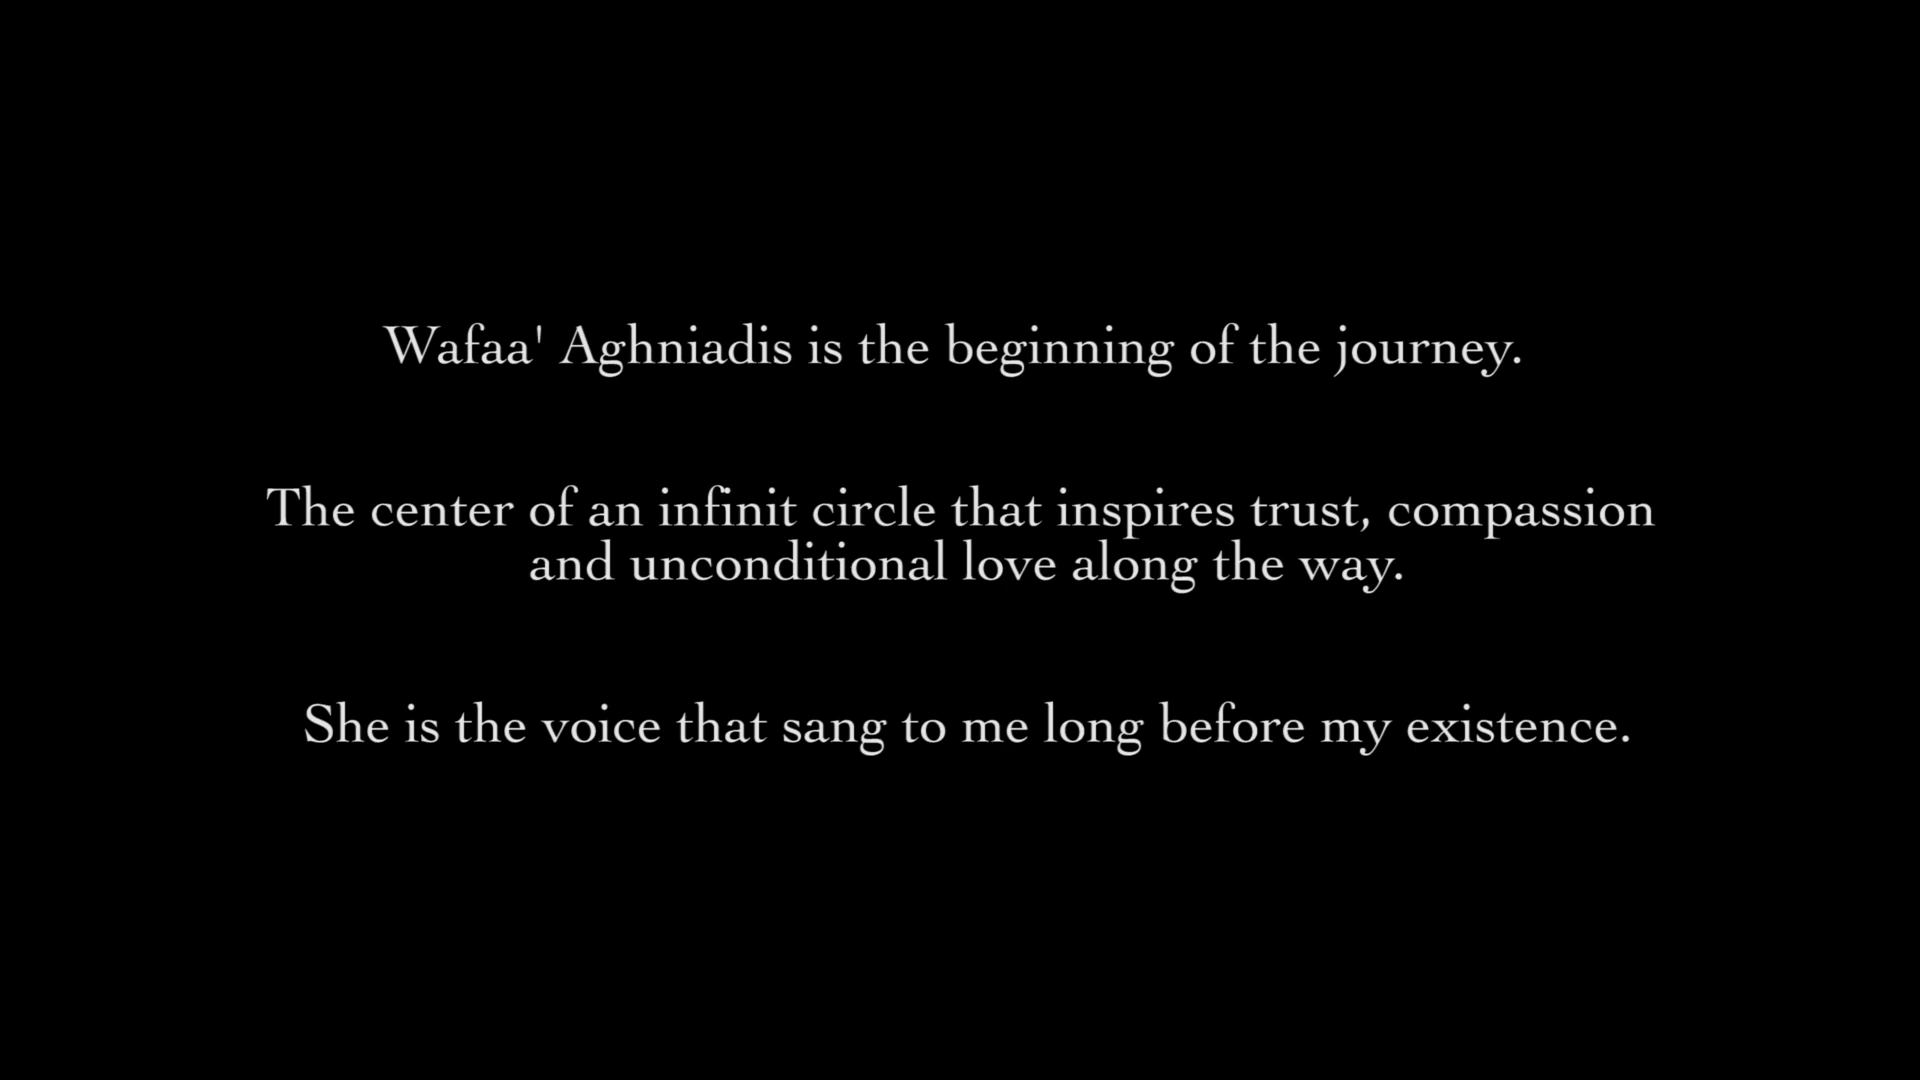 Wafaa' Aghniadis is the beginning of the journey.
The center of an infinit circle that inspires trust, compassion
and unconditional love along the way.
She is the voice that sang to me long before my existence.